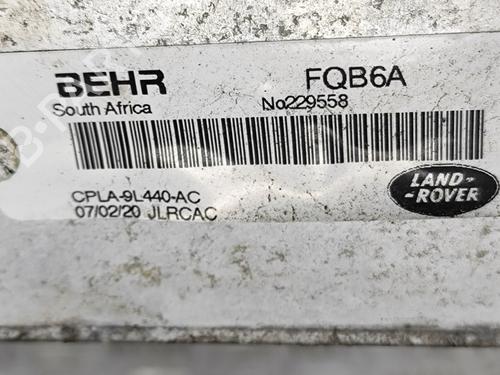 BEHR
FQB6A
South Africa
No229558
CPLA-9L440-AC
07/02/20 JLRCAC
LAND-
-ROVER